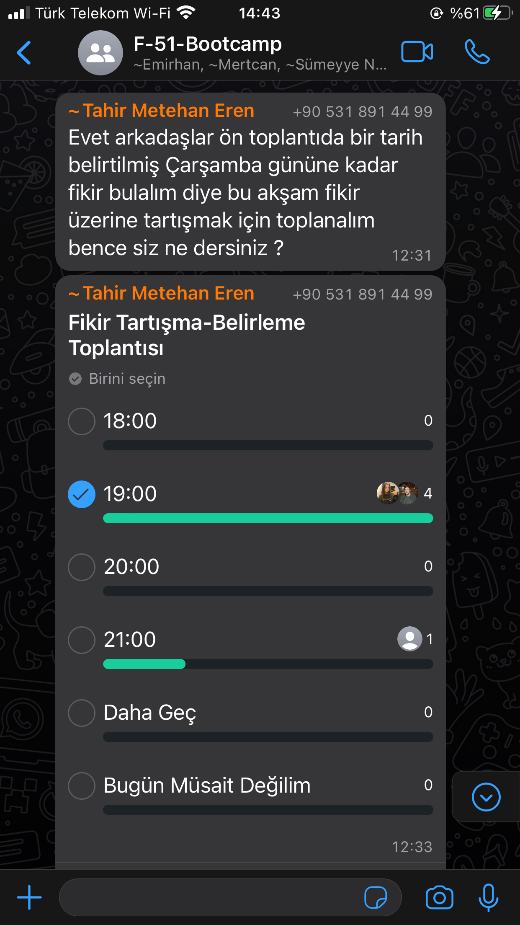 Türk Telekom Wi-Fi 14:43 %61
F-51-Bootcamp
~Emirhan, ~Mertcan, ~Sümeyye N...
~ Tahir Metehan Eren +90 531 891 44 99
Evet arkadaşlar ön toplantıda bir tarih
belirtilmiş Çarşamba gününe kadar
fikir bulalım diye bu akşam fikir
üzerine tartışmak için toplanalım
bence siz ne dersiniz ?
12:31
~ Tahir Metehan Eren +90 531 891 44 99
Fikir Tartışma-Belirleme
Toplantısı
Birini seçin
18:00 0
19:00 4
20:00 0
21:00 1
Daha Geç 0
Bugün Müsait Değilim 0
12:33